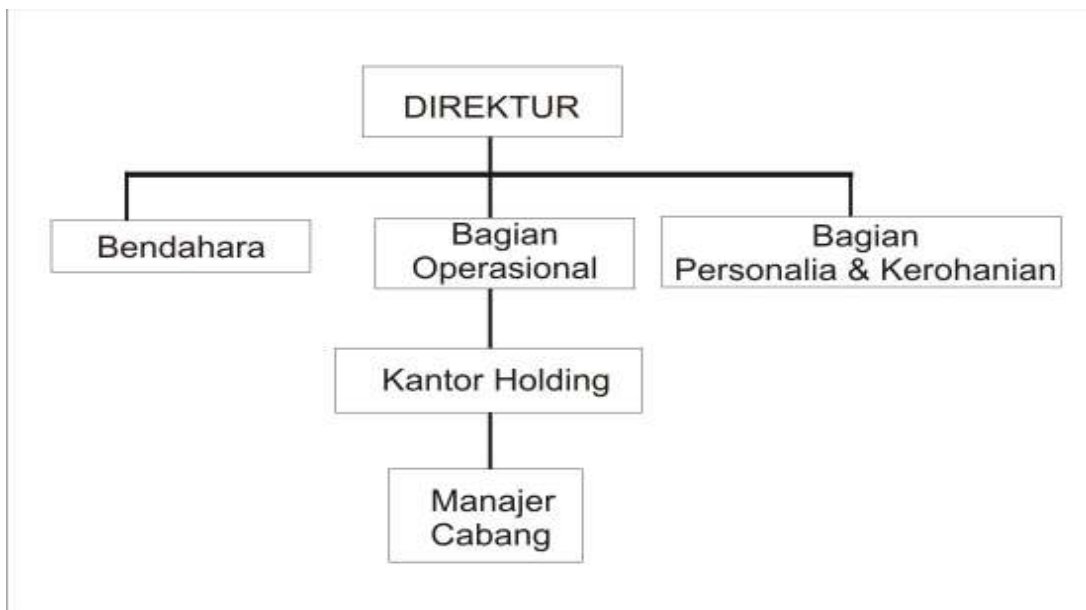 DIREKTUR
Bendahara
Bagian
Operasional
Bagian
Personalia & Kerohanian
Kantor Holding
Manajer
Cabang